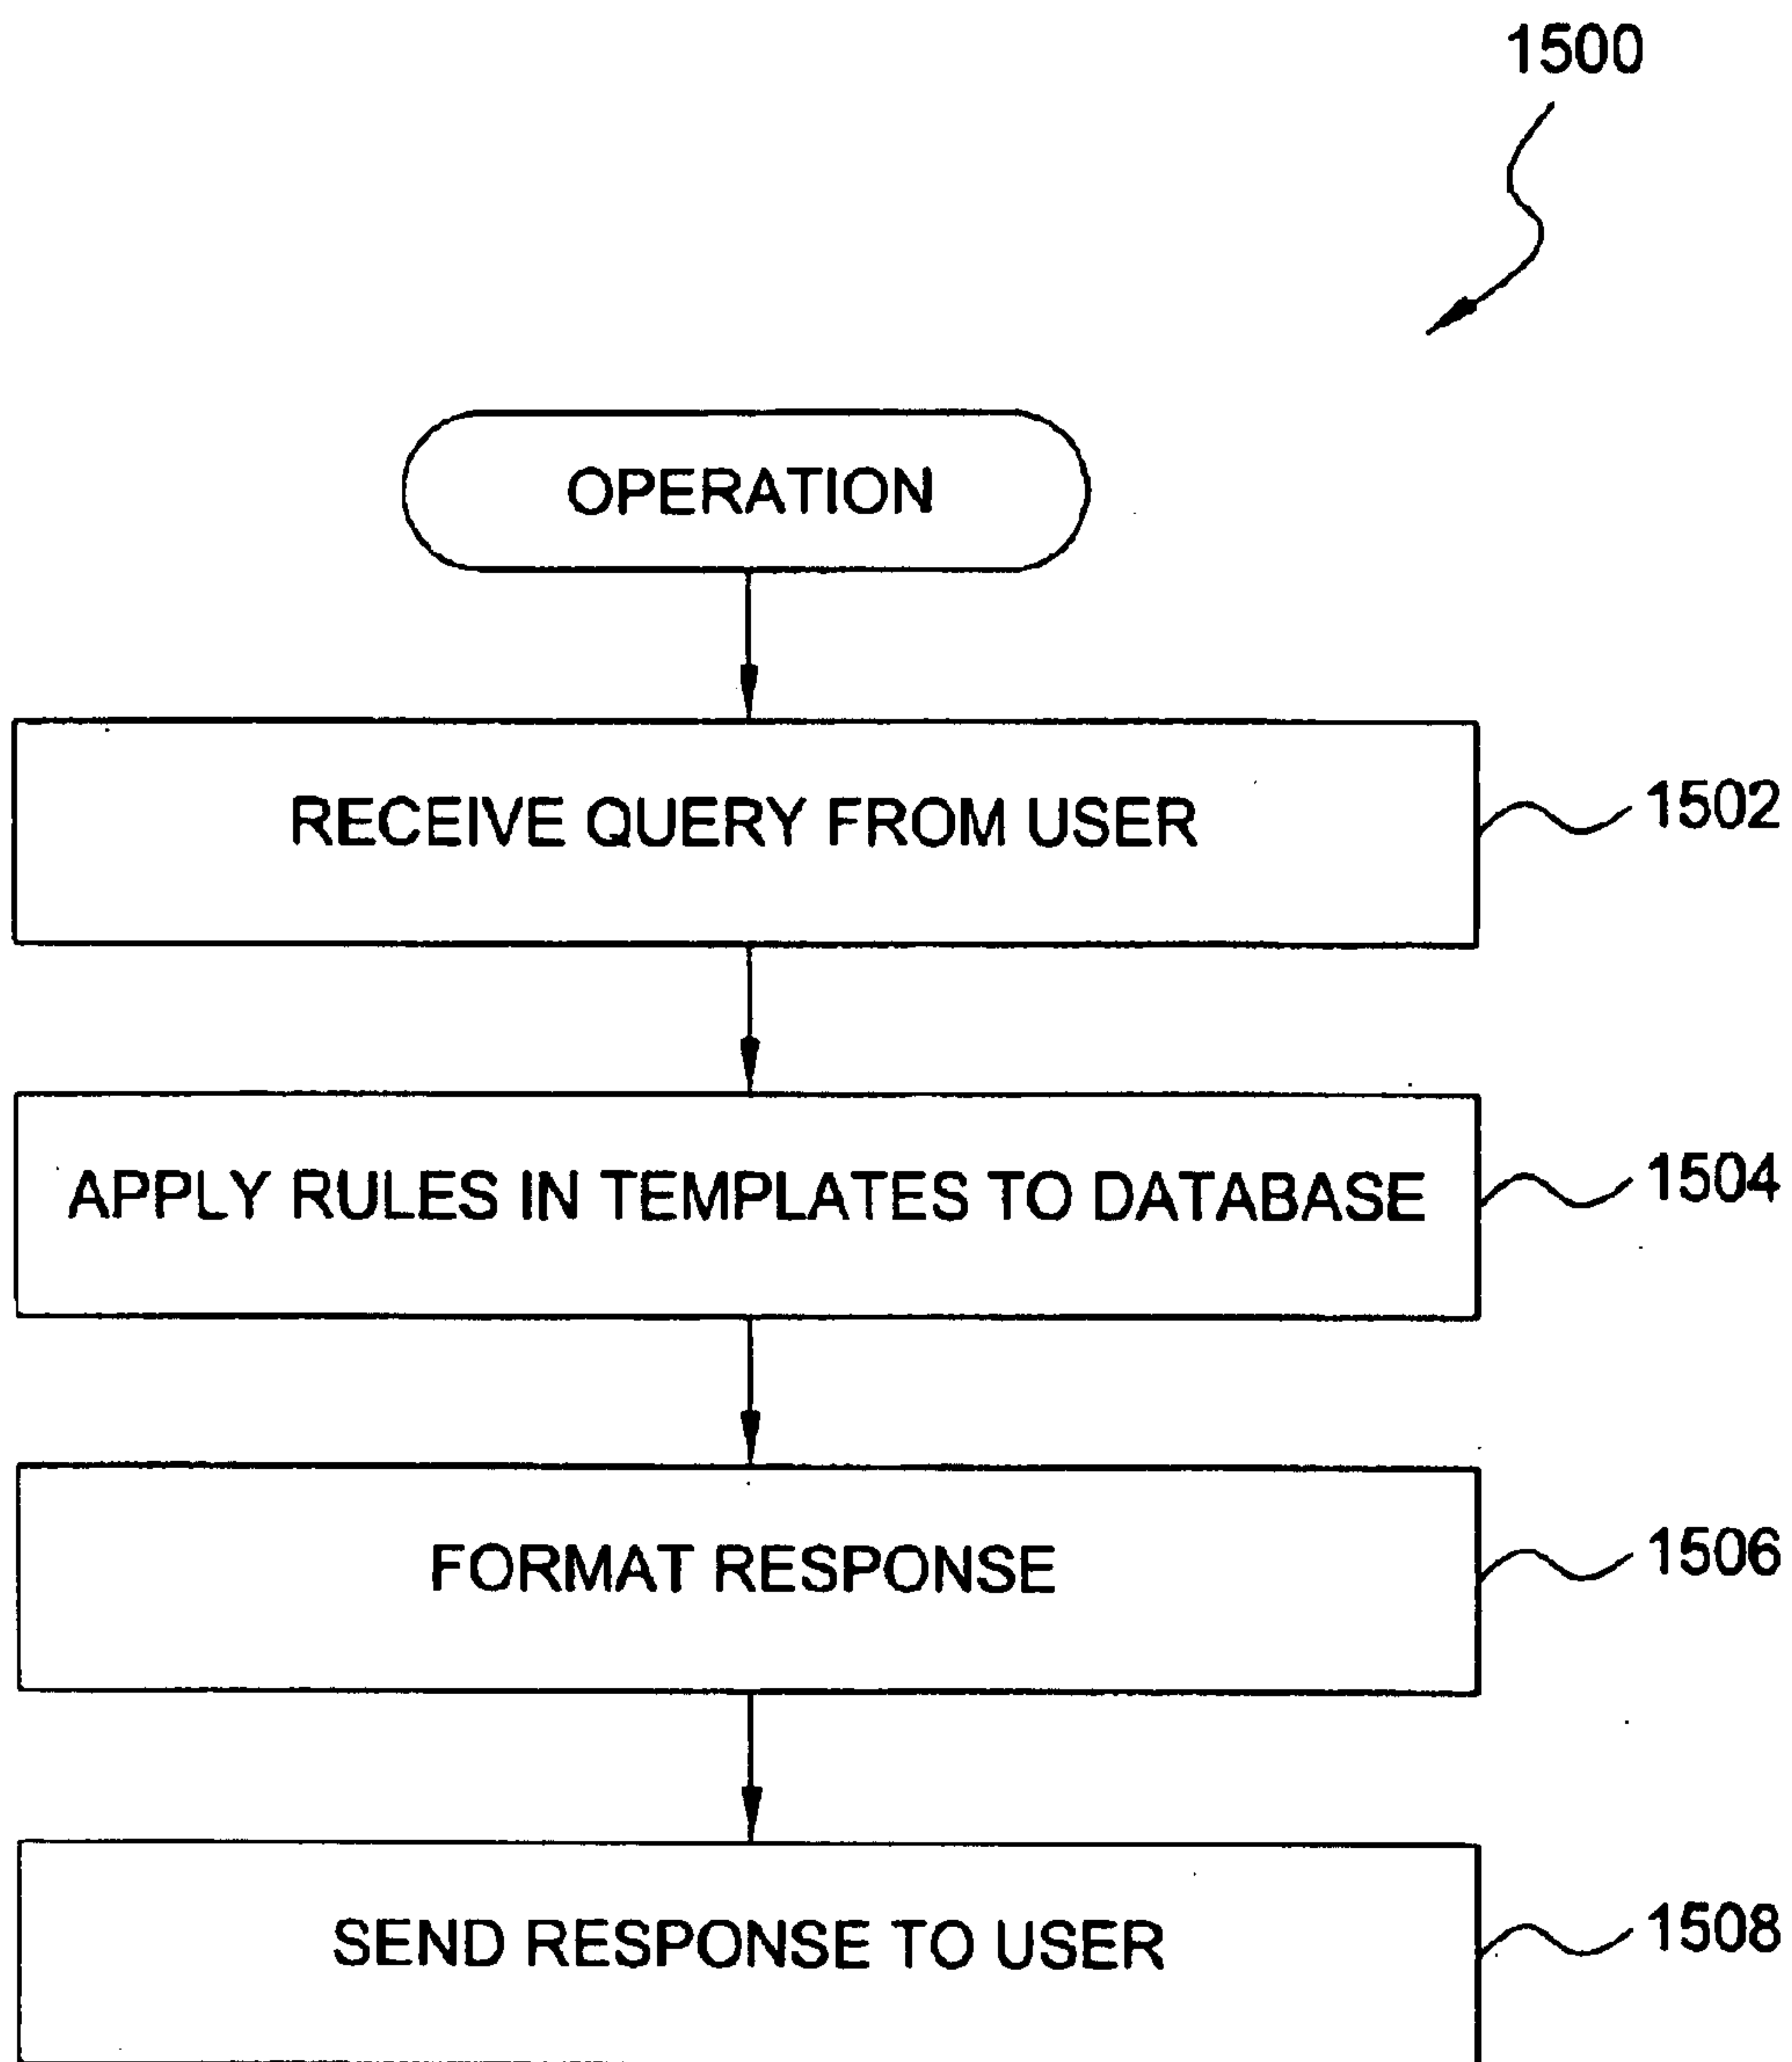 1500
OPERATION
RECEIVE QUERY FROM USER
1502
APPLY RULES IN TEMPLATES TO DATABASE
1504
FORMAT RESPONSE
1506
SEND RESPONSE TO USER
1508